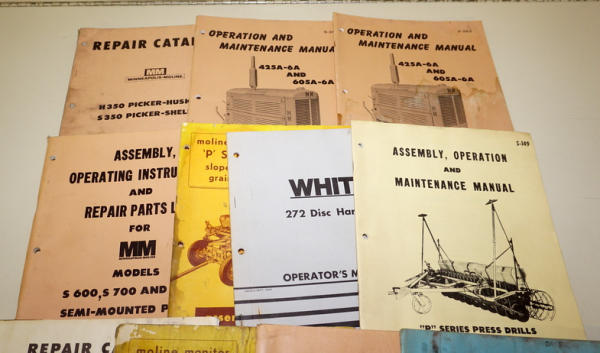 REPAIR CATA
MM
MINNEAPOLIS-MOLINE
H350 PICKER-HUSK
S350 PICKER-SHEL
OPERATION AND
MAINTENANCE MANUAL
425A-6A
AND
605A-6A
OPERATION AND
MAINTENANCE MANUAL
425A-6A
AND
605A-6A
ASSEMBLY,
OPERATING INSTRU
AND
REPAIR PARTS L
FOR
MM
MODELS
S 600, S 700 AND
SEMI-MOUNTED P
moline
'P' S
slope
grain
WHIT
272 Disc Har
OPERATOR'S M
S-149
ASSEMBLY, OPERATION
AND
MAINTENANCE MANUAL
"P" SERIES PRESS DRILLS
REPAIR CA
moline monitor